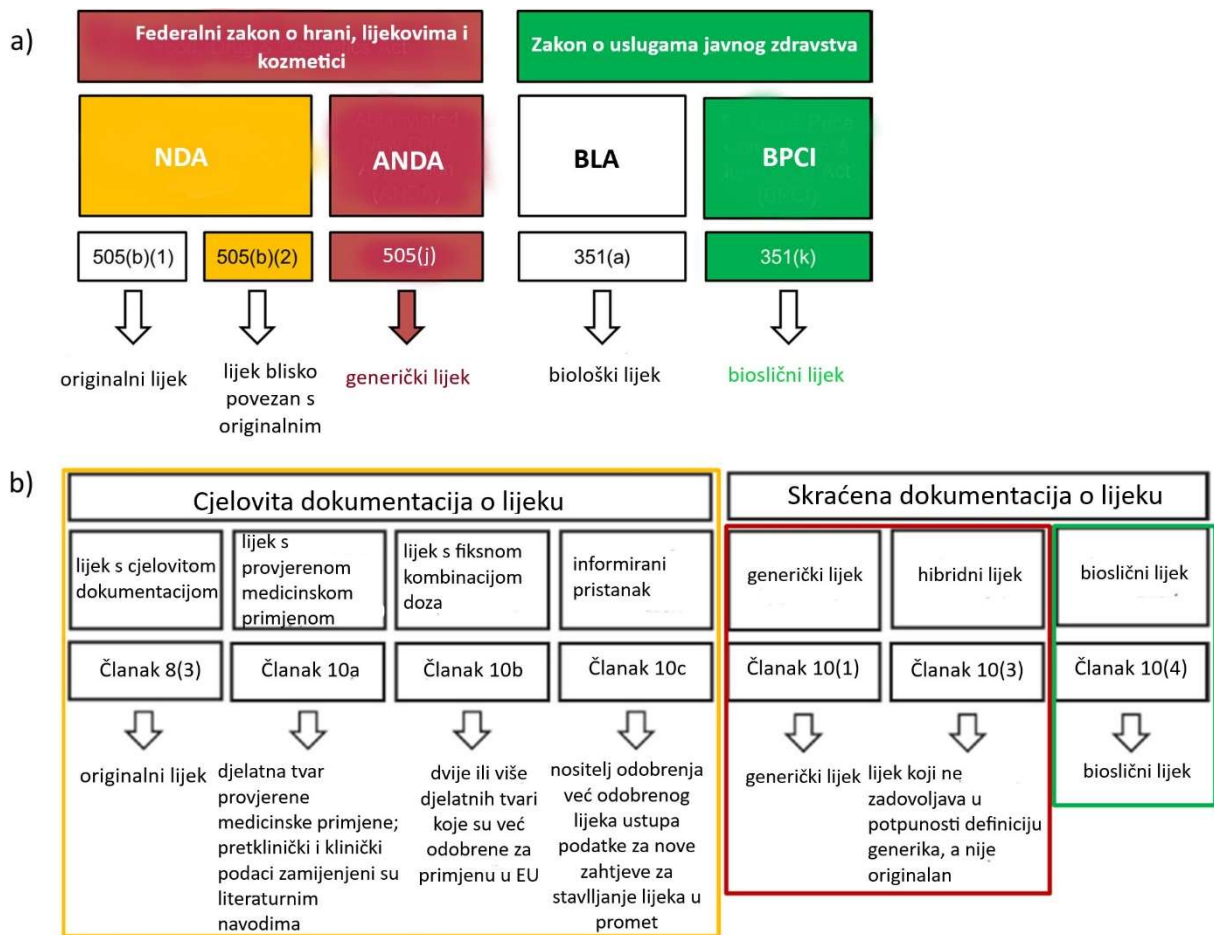 a)
Federalni zakon o hrani, lijekovima i
kozmetici
Zakon o uslugama javnog zdravstva
NDA
ANDA
BLA
BPCI
505(b)(1)
505(b)(2)
505(j)
351(a)
351(k)
originalni lijek
lijek blisko
povezan s
originalnim
generički lijek
biološki lijek
bioslični lijek
b)
Cjelovita dokumentacija o lijeku
Skraćena dokumentacija o lijeku
lijek s cjelovitom
dokumentacijom
lijek s
provjerenom
medicinskom
primjenom
lijek s fiksnom
kombinacijom
doza
informirani
pristanak
generički lijek
hibridni lijek
bioslični lijek
Članak 8(3)
Članak 10a
Članak 10b
Članak 10c
Članak 10(1)
Članak 10(3)
Članak 10(4)
originalni lijek
djelatna tvar
provjerene
medicinske primjene;
pretklinički i klinički
podaci zamijenjeni su
literaturnim
navodima
dvije ili više
djelatnih tvari
koje su već
odobrene za
primjenu u EU
nositelj odobrenja
već odobrenog
lijeka ustupa
podatke za nove
zahtjeve za
stavlljanje lijeka u
promet
generički lijek
lijek koji ne
zadovoljava u
potpunosti definiciju
generika, a nije
originalan
bioslični lijek